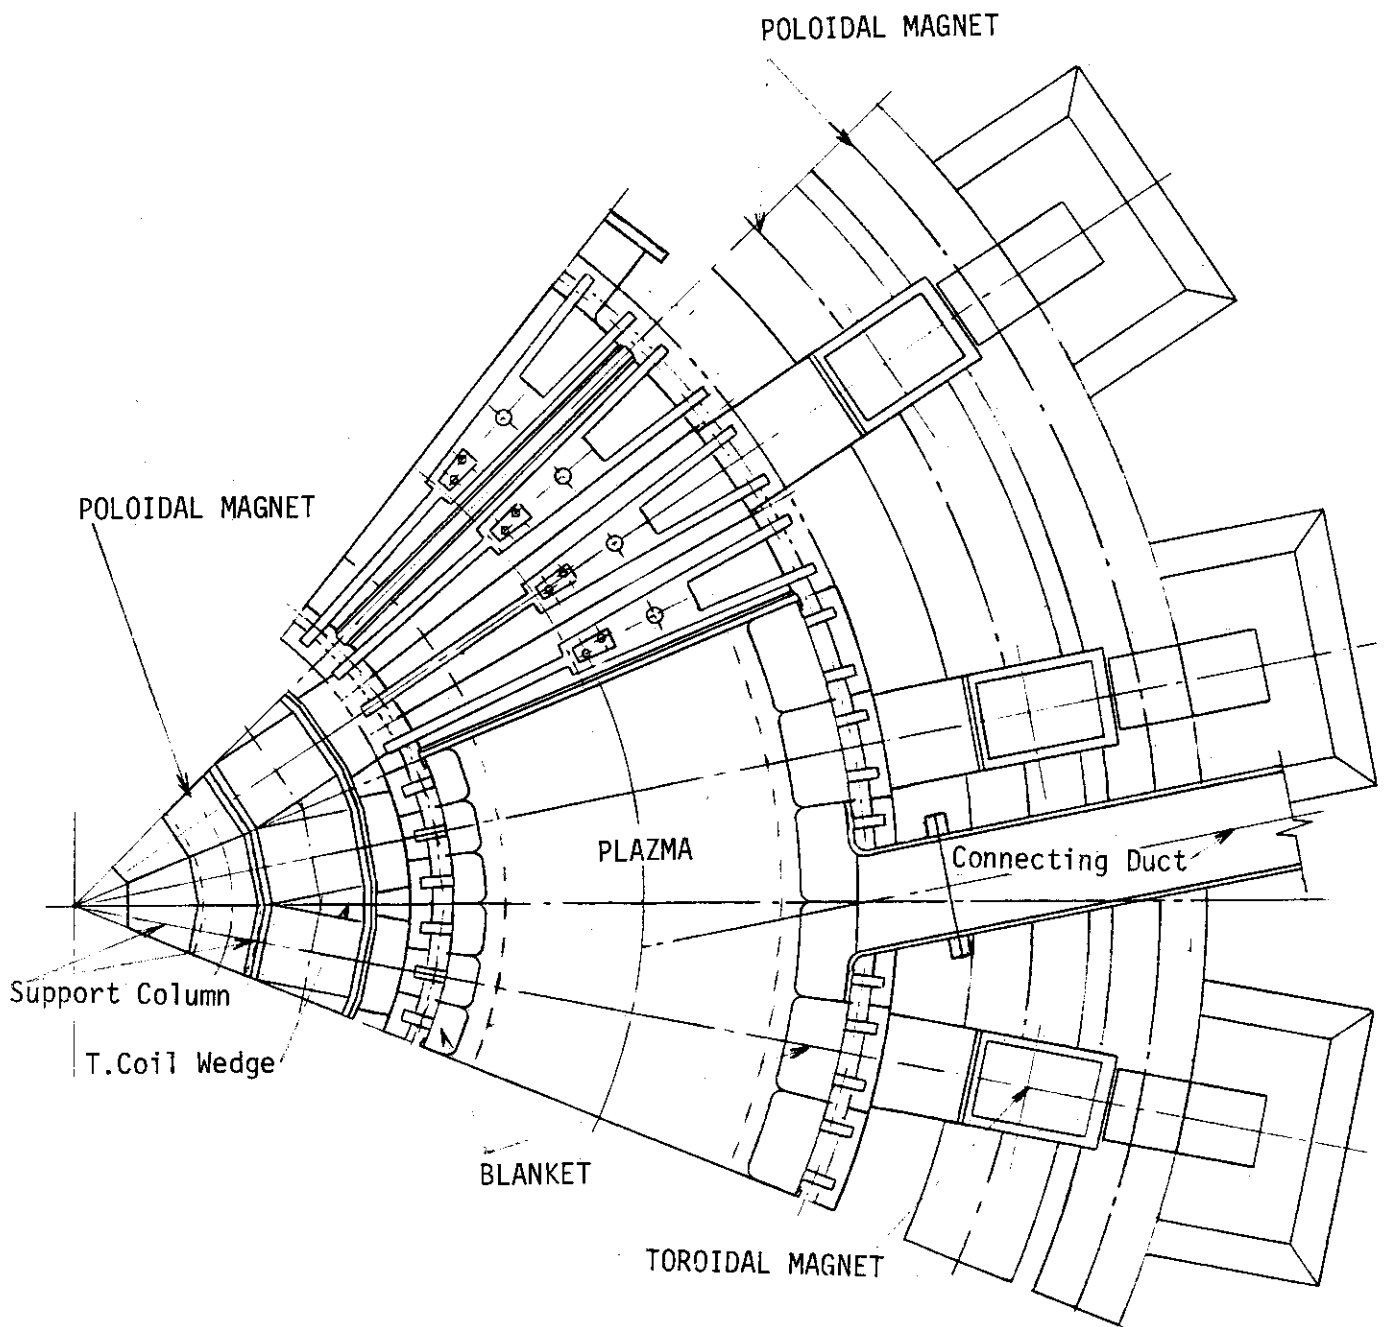 POLOIDAL MAGNET
POLOIDAL MAGNET
PLAZMA
Connecting Duct
Support Column
T.Coil Wedge
BLANKET
TOROIDAL MAGNET